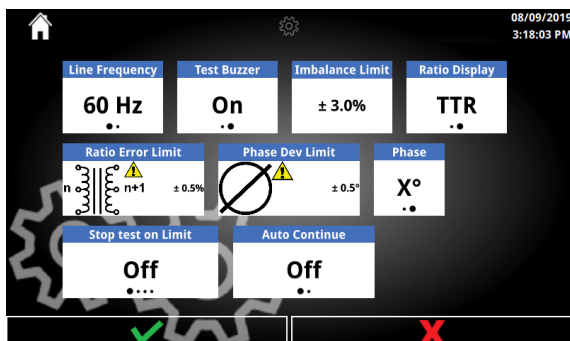 08/09/2019
3:18:03 PM
Line Frequency
60 Hz
Test Buzzer
On
Imbalance Limit
± 3.0%
Ratio Display
TTR
Ratio Error Limit
n
n+1
± 0.5%
Phase Dev Limit
± 0.5°
Phase
X°
Stop test on Limit
Off
Auto Continue
Off